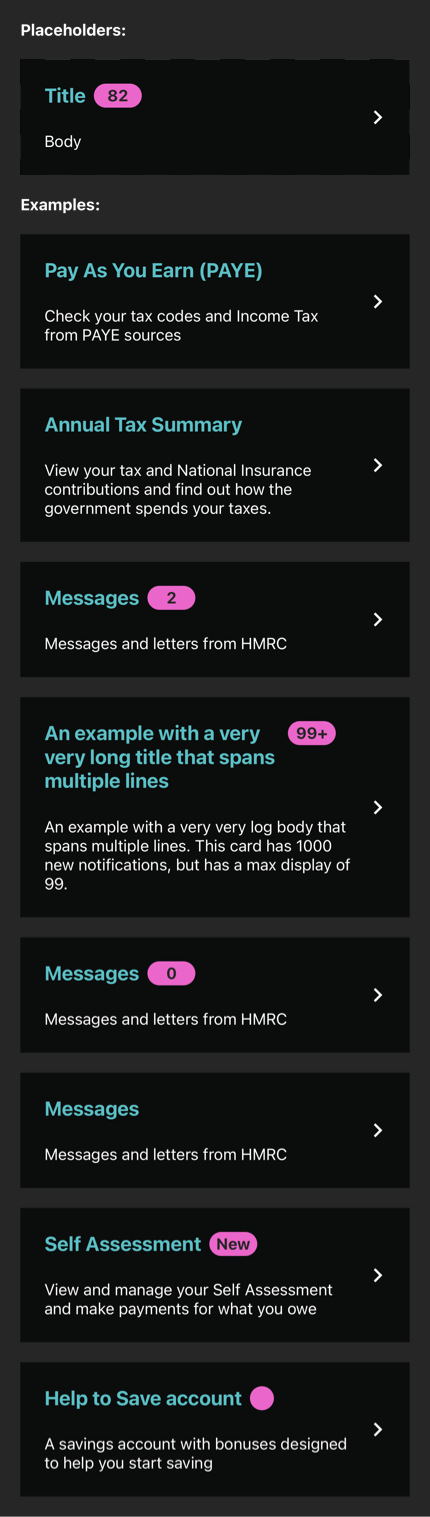 Placeholders:
Title 82
Body
Examples:
Pay As You Earn (PAYE)
Check your tax codes and Income Tax
from PAYE sources
Annual Tax Summary
View your tax and National Insurance
contributions and find out how the
government spends your taxes.
Messages 2
Messages and letters from HMRC
An example with a very 99+
very long title that spans
multiple lines
An example with a very very log body that
spans multiple lines. This card has 1000
new notifications, but has a max display of
99.
Messages 0
Messages and letters from HMRC
Messages
Messages and letters from HMRC
Self Assessment New
View and manage your Self Assessment
and make payments for what you owe
Help to Save account
A savings account with bonuses designed
to help you start saving